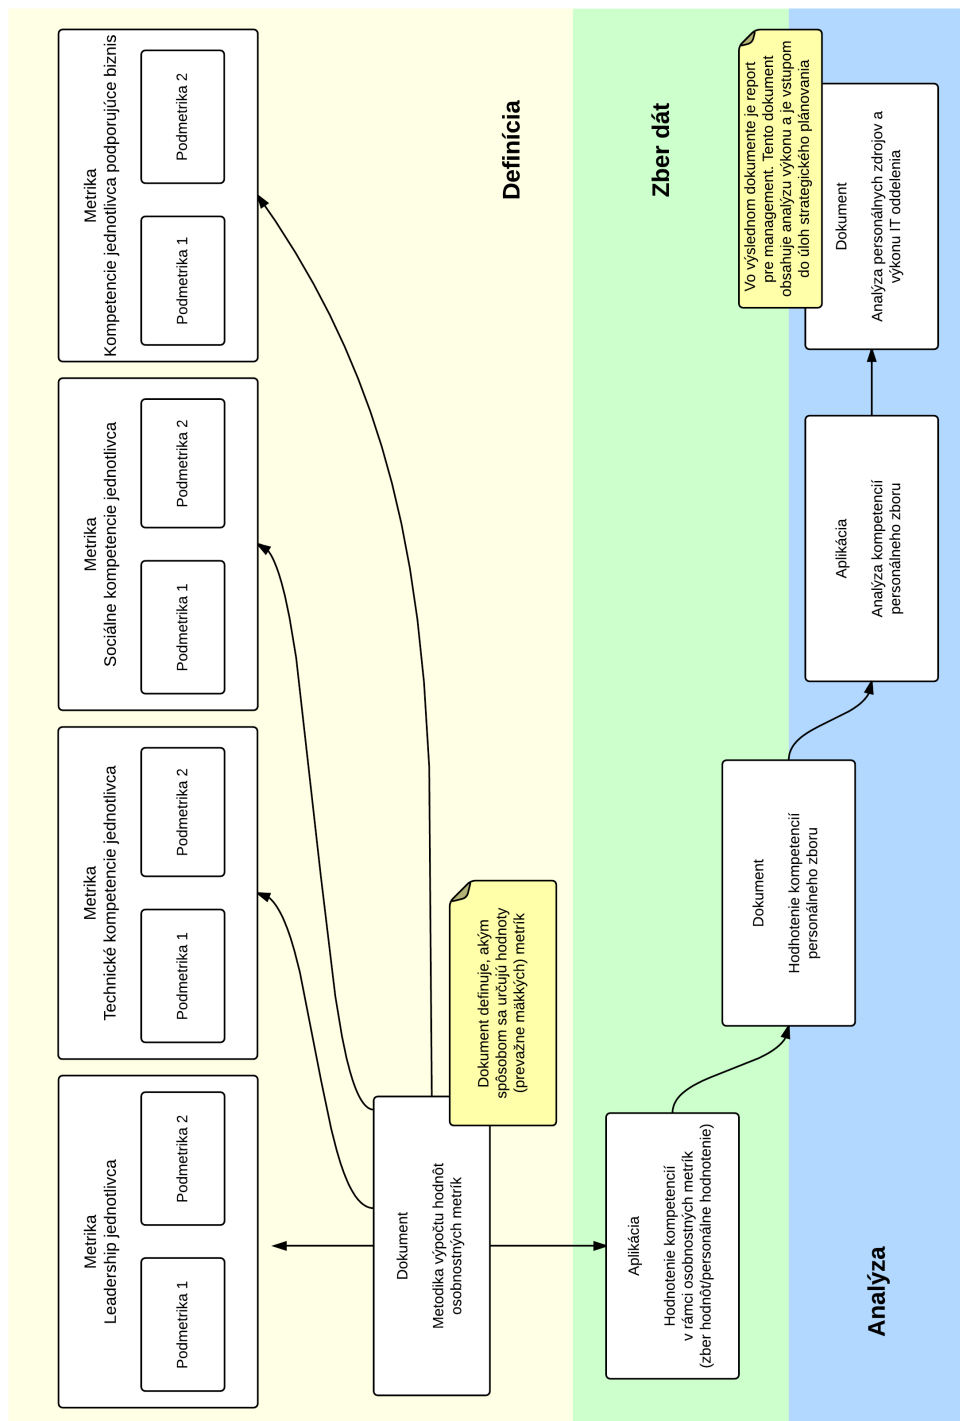 Metrika
Leadership jednotlivca
Podmetrika 1
Podmetrika 2
Metrika
Technické kompetencie jednotlivca
Podmetrika 1
Podmetrika 2
Metrika
Sociálne kompetencie jednotlivca
Podmetrika 1
Podmetrika 2
Metrika
Kompetencie jednotlivca podporujúce biznis
Podmetrika 1
Podmetrika 2
Dokument
Metodika výpočtu hodnôt
osobnostných metrík
Dokument definuje, akým
spôsobom sa určujú hodnoty
(prevažne mäkkých) metrík
Definícia
Zber dát
Aplikácia
Hodnotenie kompetencií
v rámci osobnostných metrík
(zber hodnôt/personálne hodnotenie)
Dokument
Hodhotenie kompetencií
personálneho zboru
Vo výslednom dokumente je report
pre management. Tento dokument
obsahuje analýzu výkonu a je vstupom
do úloh strategického plánovania
Analýza
Aplikácia
Analýza kompetencií
personálneho zboru
Dokument
Analýza personálnych zdrojov a
výkonu IT oddelenia